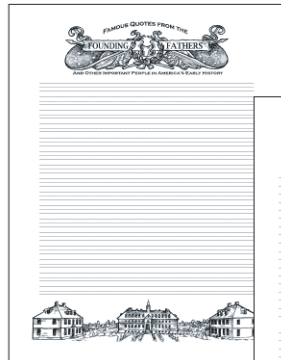 FAMOUS QUOTES FROM THE
FOUNDING FATHERS
AND OTHER IMPORTANT PEOPLE IN AMERICA'S EARLY HISTORY